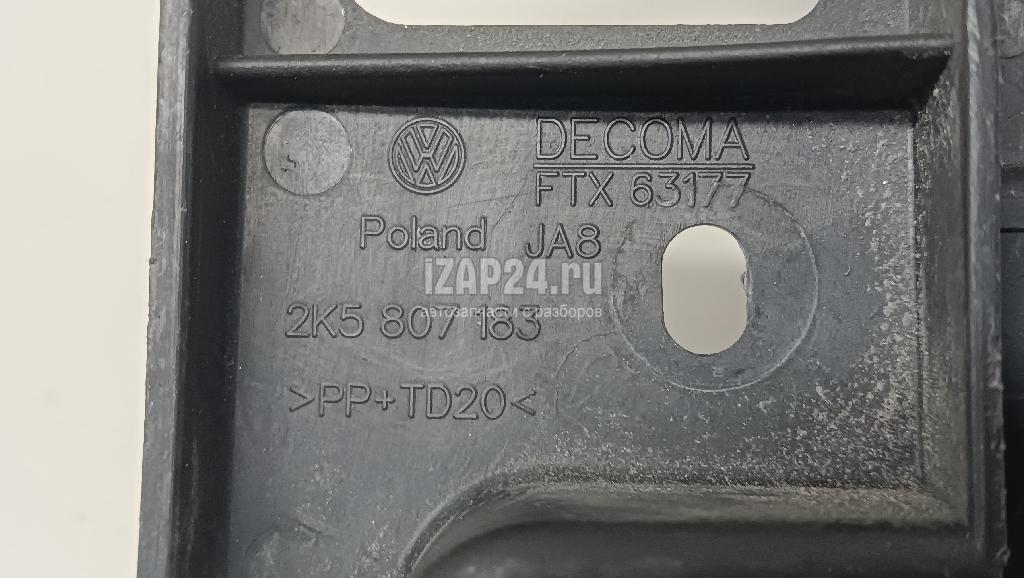 DECOMA
FTX 63177
Poland JA8
iZAP24.ru
автозапчасти с разборов
2K5 807 183
>PP+TD20<